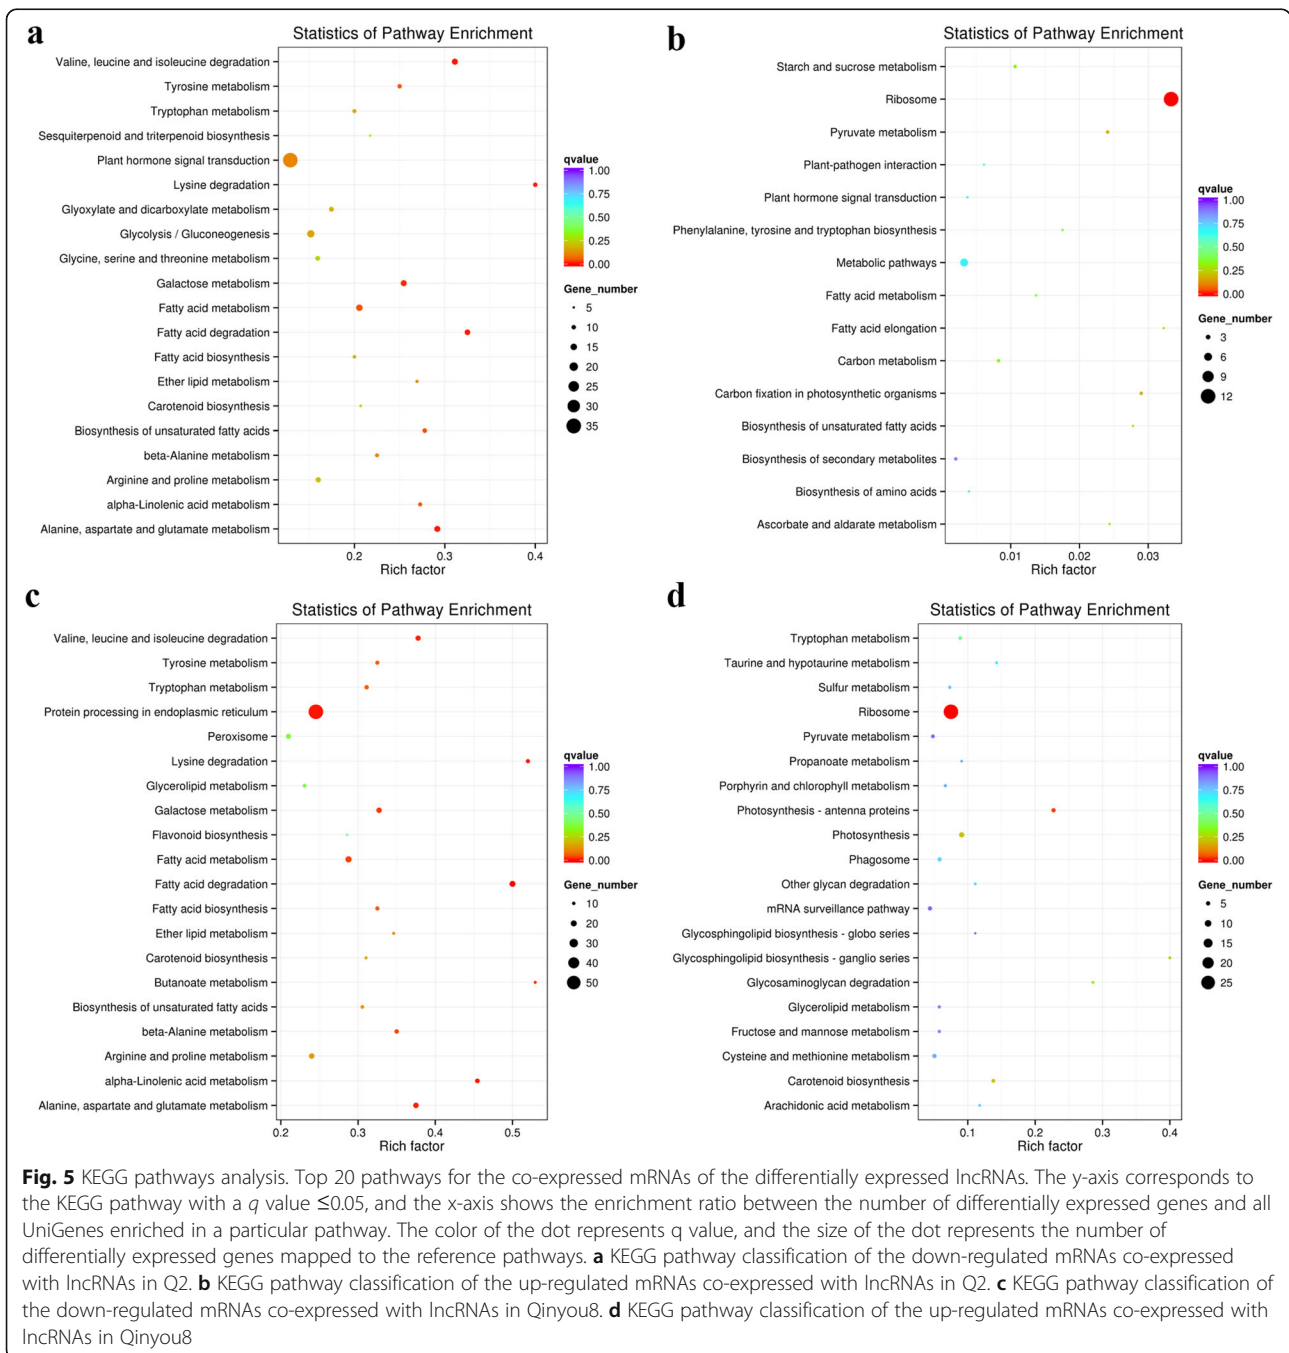 a
Statistics of Pathway Enrichment
Valine, leucine and isoleucine degradation
Tyrosine metabolism
Tryptophan metabolism
Sesquiterpenoid and triterpenoid biosynthesis
Plant hormone signal transduction
Lysine degradation
Glyoxylate and dicarboxylate metabolism
Glycolysis / Gluconeogenesis
Glycine, serine and threonine metabolism
Galactose metabolism
Fatty acid metabolism
Fatty acid degradation
Fatty acid biosynthesis
Ether lipid metabolism
Carotenoid biosynthesis
Biosynthesis of unsaturated fatty acids
beta-Alanine metabolism
Arginine and proline metabolism
alpha-Linolenic acid metabolism
Alanine, aspartate and glutamate metabolism
0.2 0.3 0.4
Rich factor
qvalue
1.00
0.75
0.50
0.25
0.00
Gene_number
5
10
15
20
25
30
35
b
Statistics of Pathway Enrichment
Starch and sucrose metabolism
Ribosome
Pyruvate metabolism
Plant-pathogen interaction
Plant hormone signal transduction
Phenylalanine, tyrosine and tryptophan biosynthesis
Metabolic pathways
Fatty acid metabolism
Fatty acid elongation
Carbon metabolism
Carbon fixation in photosynthetic organisms
Biosynthesis of unsaturated fatty acids
Biosynthesis of secondary metabolites
Biosynthesis of amino acids
Ascorbate and aldarate metabolism
0.01 0.02 0.03
Rich factor
qvalue
1.00
0.75
0.50
0.25
0.00
Gene_number
3
6
9
12
c
Statistics of Pathway Enrichment
Valine, leucine and isoleucine degradation
Tyrosine metabolism
Tryptophan metabolism
Protein processing in endoplasmic reticulum
Peroxisome
Lysine degradation
Glycerolipid metabolism
Galactose metabolism
Flavonoid biosynthesis
Fatty acid metabolism
Fatty acid degradation
Fatty acid biosynthesis
Ether lipid metabolism
Carotenoid biosynthesis
Butanoate metabolism
Biosynthesis of unsaturated fatty acids
beta-Alanine metabolism
Arginine and proline metabolism
alpha-Linolenic acid metabolism
Alanine, aspartate and glutamate metabolism
0.2 0.3 0.4 0.5
Rich factor
qvalue
1.00
0.75
0.50
0.25
0.00
Gene_number
10
20
30
40
50
d
Statistics of Pathway Enrichment
Tryptophan metabolism
Taurine and hypotaurine metabolism
Sulfur metabolism
Ribosome
Pyruvate metabolism
Propanoate metabolism
Porphyrin and chlorophyll metabolism
Photosynthesis - antenna proteins
Photosynthesis
Phagosome
Other glycan degradation
mRNA surveillance pathway
Glycosphingolipid biosynthesis - globo series
Glycosphingolipid biosynthesis - ganglio series
Glycosaminoglycan degradation
Glycerolipid metabolism
Fructose and mannose metabolism
Cysteine and methionine metabolism
Carotenoid biosynthesis
Arachidonic acid metabolism
0.1 0.2 0.3 0.4
Rich factor
qvalue
1.00
0.75
0.50
0.25
0.00
Gene_number
5
10
15
20
25
Fig. 5 KEGG pathways analysis. Top 20 pathways for the co-expressed mRNAs of the differentially expressed lncRNAs. The y-axis corresponds to
the KEGG pathway with a q value ≤0.05, and the x-axis shows the enrichment ratio between the number of differentially expressed genes and all
UniGenes enriched in a particular pathway. The color of the dot represents q value, and the size of the dot represents the number of
differentially expressed genes mapped to the reference pathways. a KEGG pathway classification of the down-regulated mRNAs co-expressed
with lncRNAs in Q2. b KEGG pathway classification of the up-regulated mRNAs co-expressed with lncRNAs in Q2. c KEGG pathway classification of
the down-regulated mRNAs co-expressed with lncRNAs in Qinyou8. d KEGG pathway classification of the up-regulated mRNAs co-expressed with
lncRNAs in Qinyou8